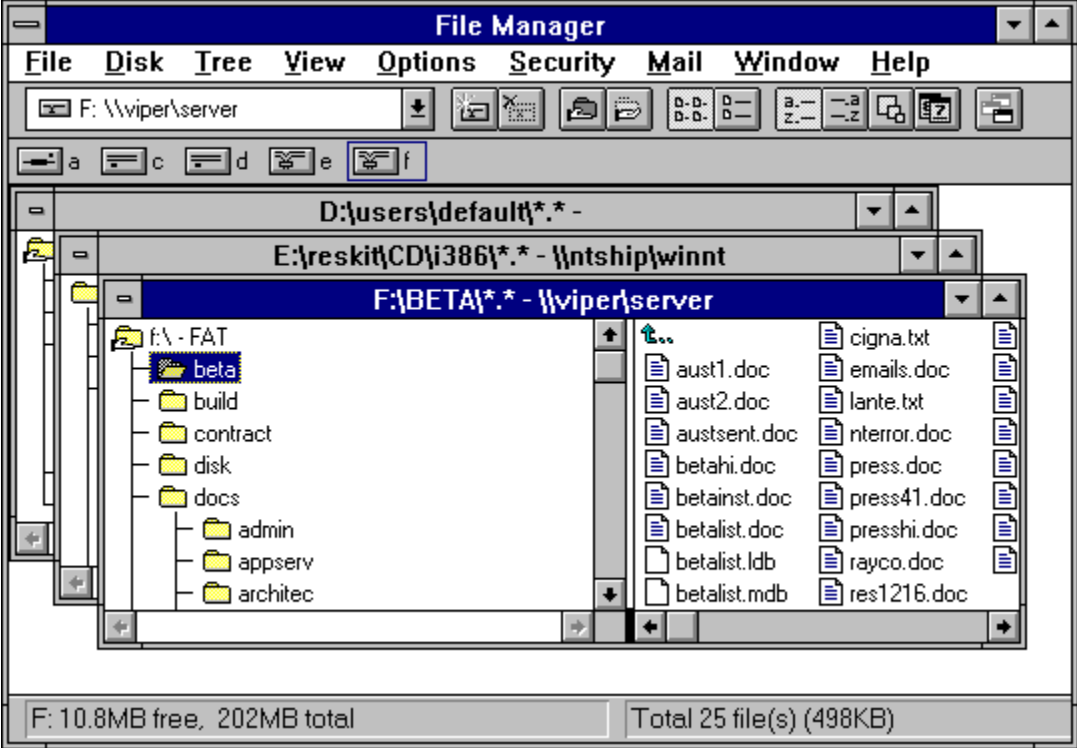 File Manager
File Disk Tree View Options Security Mail Window Help
F: \\viper\server
a c d e f
D:\users\default\*.* -
E:\reskit\CD\i386\*.* - \\ntship\winnt
F:\BETA\*.* - \\viper\server
f:\ - FAT
beta
build
contract
disk
docs
admin
appserv
architec
..
aust1.doc
aust2.doc
austsent.doc
betahi.doc
betainst.doc
betalist.doc
betalist.ldb
betalist.mdb
cigna.txt
emails.doc
lante.txt
nterror.doc
press.doc
press41.doc
presshi.doc
rayco.doc
res1216.doc
F: 10.8MB free, 202MB total
Total 25 file(s) (498KB)